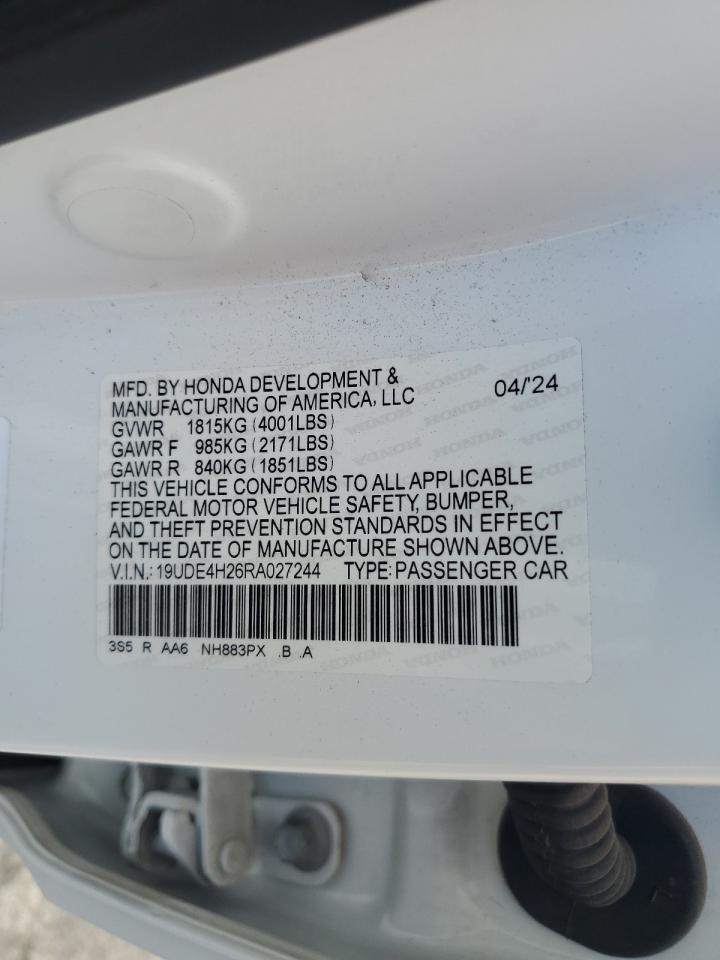 MFD. BY HONDA DEVELOPMENT & MANUFACTURING OF AMERICA, LLC 04/'24
GVWR 1815KG (4001LBS)
GAWR F 985KG (2171LBS)
GAWR R 840KG (1851LBS)
THIS VEHICLE CONFORMS TO ALL APPLICABLE
FEDERAL MOTOR VEHICLE SAFETY, BUMPER,
AND THEFT PREVENTION STANDARDS IN EFFECT
ON THE DATE OF MANUFACTURE SHOWN ABOVE.
V.I.N.: 19UDE4H26RA027244 TYPE: PASSENGER CAR
3S5 R AA6 NH883PX .B .A